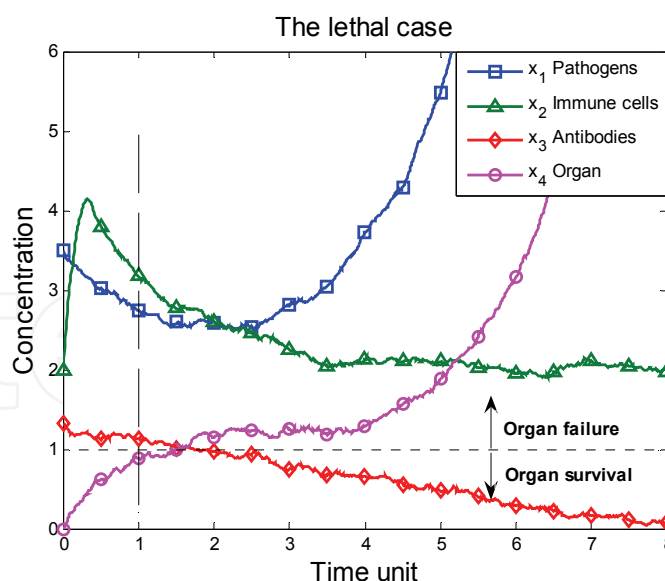 The lethal case
6
5
4
3
2
1
0
0 1 2 3 4 5 6 7 8
Concentration
Time unit
x1 Pathogens
x2 Immune cells
x3 Antibodies
x4 Organ
Organ failure
Organ survival